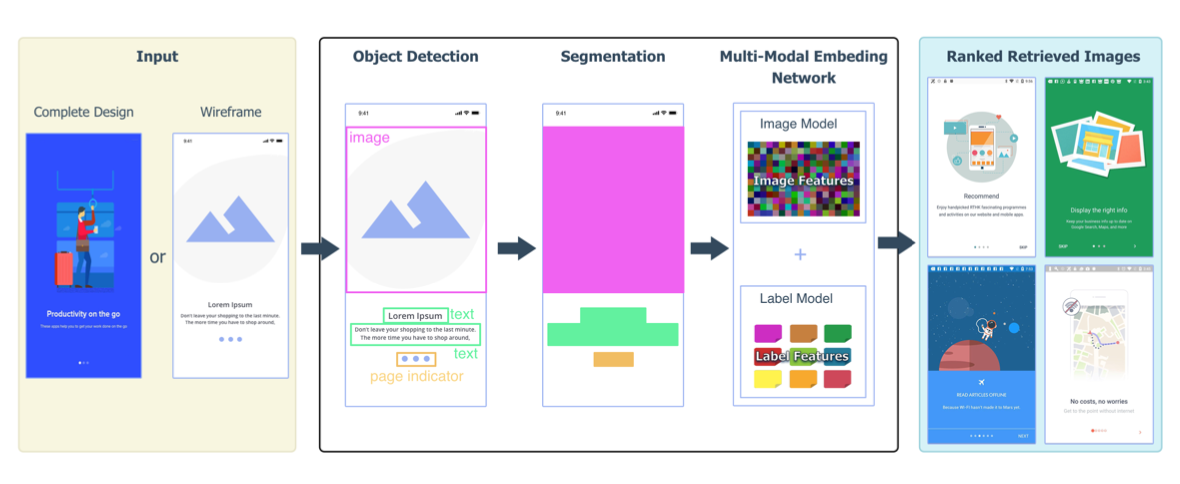 Input
Complete Design
Wireframe
Productivity on the go
These apps help you to get your work done on the go
or
9:41
Lorem Ipsum
Don't leave your shopping to the last minute.
The more time you have to shop around,
Object Detection
9:41
image
Lorem Ipsum
text
Don't leave your shopping to the last minute.
The more time you have to shop around,
text
page indicator
Segmentation
9:41
Multi-Modal Embeding
Network
Image Model
Image Features
+
Label Model
Label Features
Ranked Retrieved Images
Recommend
Enjoy handpicked RTHK fascinating programmes
and activities on our website and mobile apps.
SKIP
Display the right info
Keep your business info up to date on
Google Search, Maps, and more
SKIP
READ ARTICLES OFFLINE
Because Wi-Fi hasn't made it to Mars yet.
NEXT
No costs, no worries
Get to the point without internet